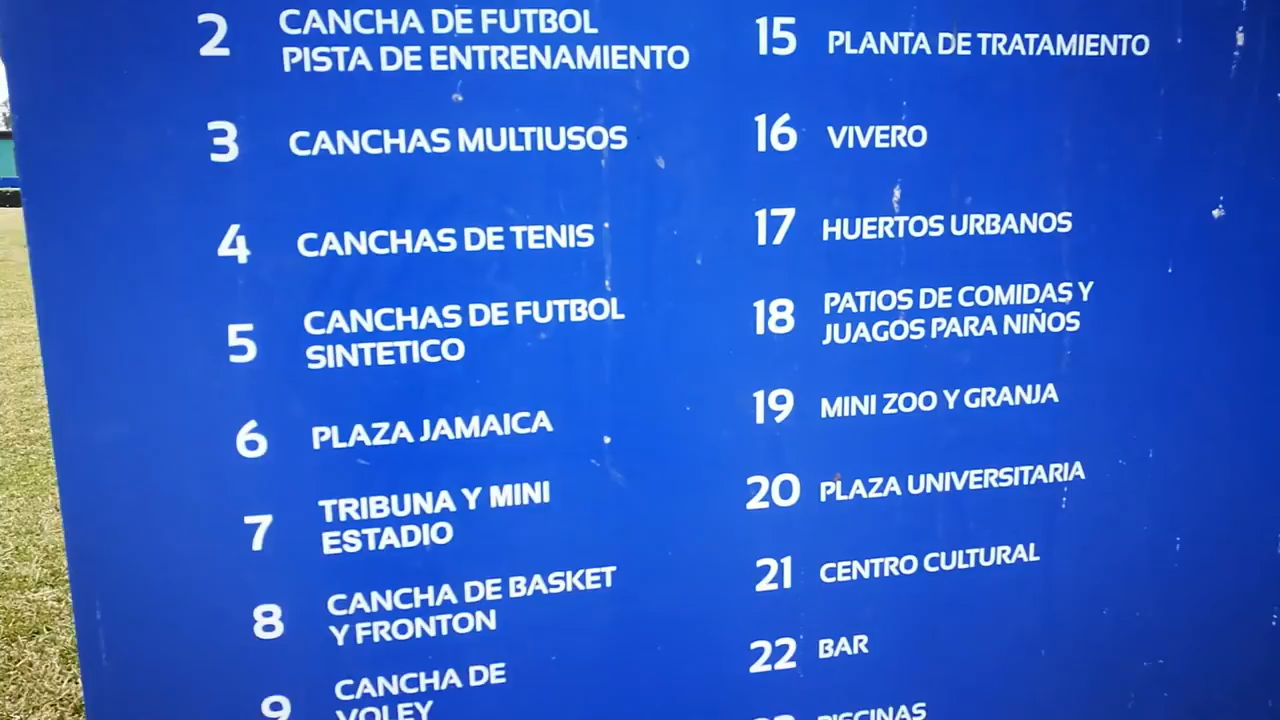 2 CANCHA DE FUTBOL
PISTA DE ENTRENAMIENTO
3 CANCHAS MULTIUSOS
4 CANCHAS DE TENIS
5 CANCHAS DE FUTBOL
SINTETICO
6 PLAZA JAMAICA
7 TRIBUNA Y MINI
ESTADIO
8 CANCHA DE BASKET
Y FRONTON
9 CANCHA DE
VOLEY
15 PLANTA DE TRATAMIENTO
16 VIVERO
17 HUERTOS URBANOS
18 PATIOS DE COMIDAS Y
JUAGOS PARA NIÑOS
19 MINI ZOO Y GRANJA
20 PLAZA UNIVERSITARIA
21 CENTRO CULTURAL
22 BAR
PISCINAS